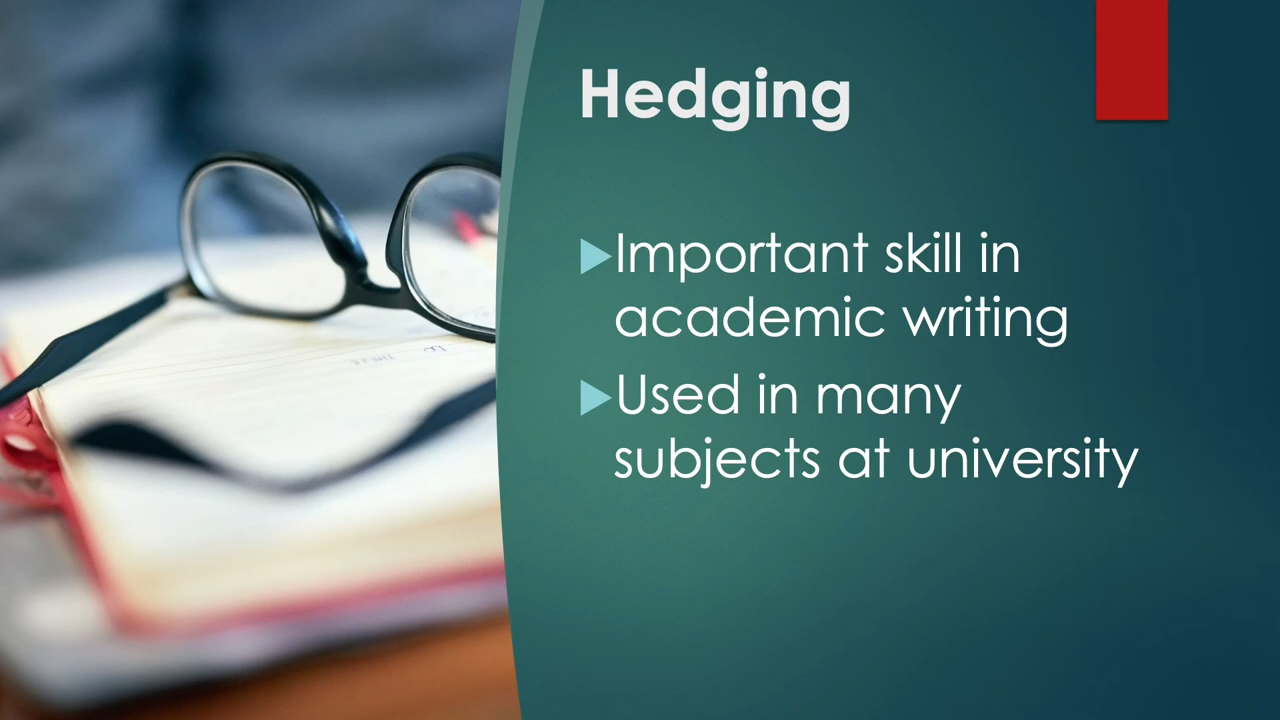 Hedging
Important skill in
academic writing
Used in many
subjects at university